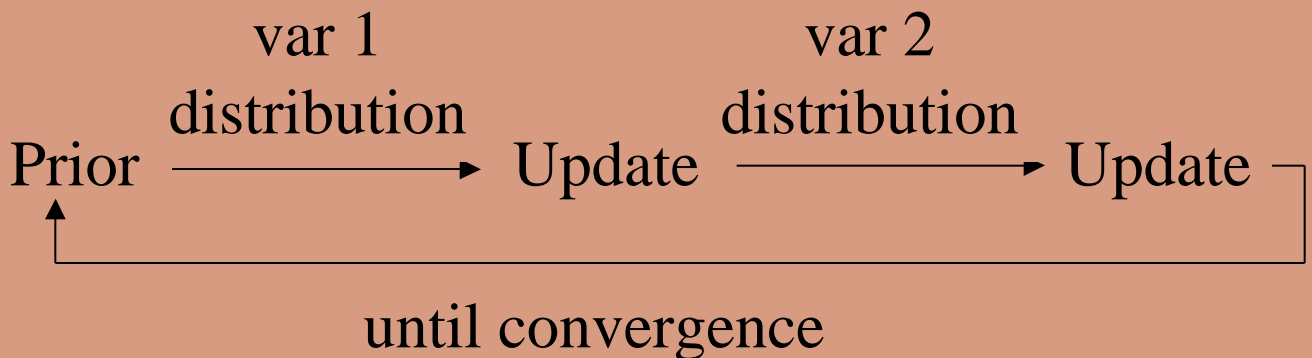 var 1
distribution
var 2
distribution
Prior
Update
Update
until convergence